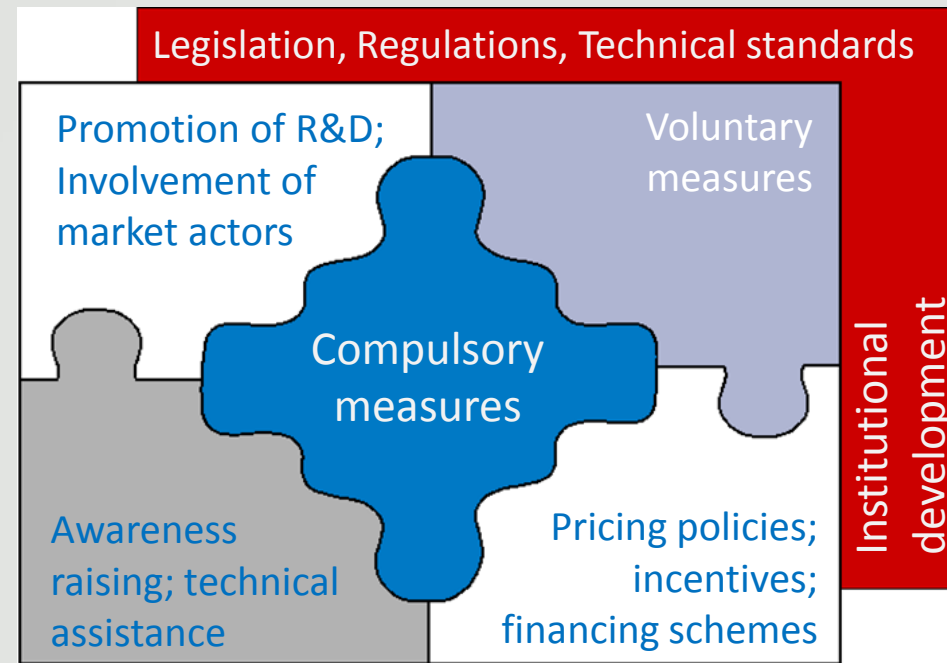 Legislation, Regulations, Technical standards
Promotion of R&D;
Involvement of
market actors
Voluntary
measures
Compulsory
measures
Institutional
development
Awareness
raising; technical
assistance
Pricing policies;
incentives;
financing schemes